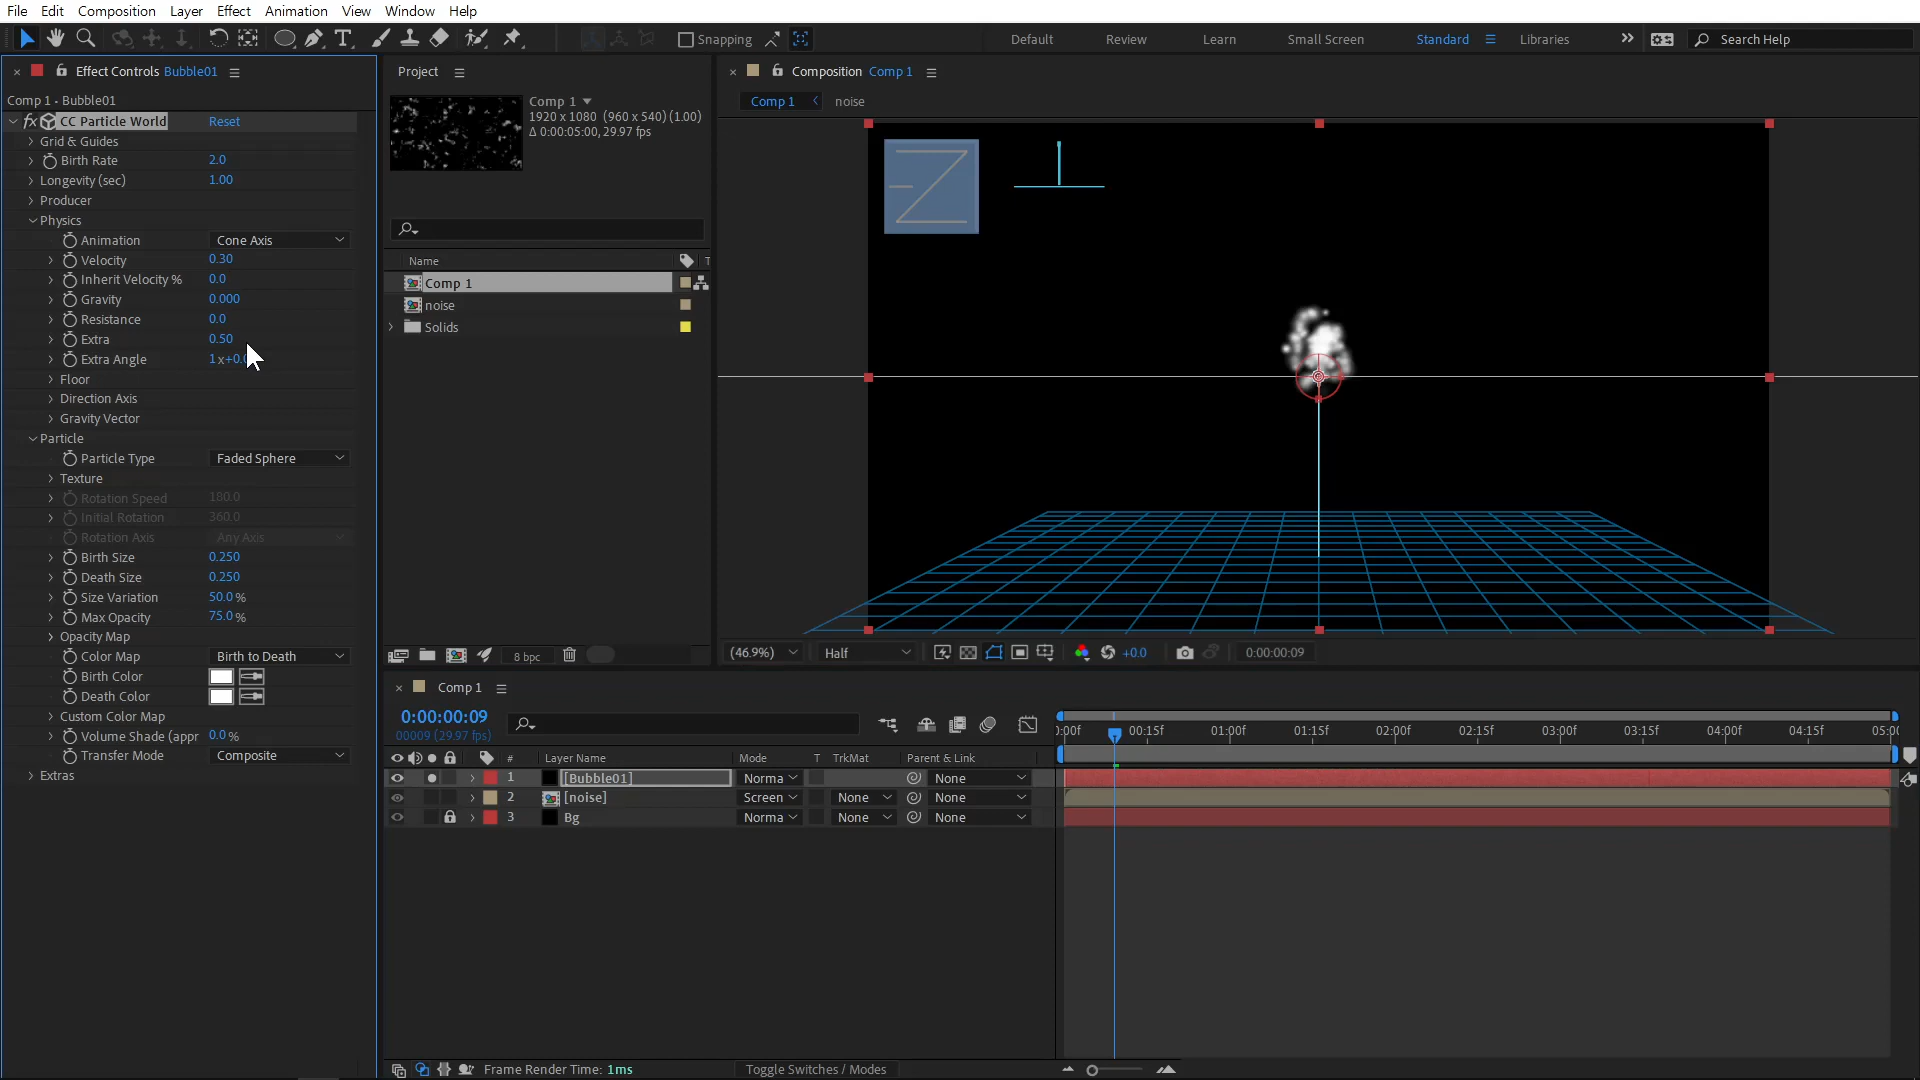 File Edit Composition Layer Effect Animation View Window Help
Snapping
Default Review Learn Small Screen Standard Libraries Search Help
Effect Controls Bubble01
Comp 1 • Bubble01
fx CC Particle World Reset
Grid & Guides
Birth Rate 2.0
Longevity (sec) 1.00
Producer
Physics
Animation Cone Axis
Velocity 0.30
Inherit Velocity % 0.0
Gravity 0.000
Resistance 0.0
Extra 0.50
Extra Angle 1x+0.0
Floor
Direction Axis
Gravity Vector
Particle
Particle Type Faded Sphere
Texture
Rotation Speed 180.0
Initial Rotation 360.0
Rotation Axis Any Axis
Birth Size 0.250
Death Size 0.250
Size Variation 50.0 %
Max Opacity 75.0 %
Opacity Map
Color Map Birth to Death
Birth Color
Death Color
Custom Color Map
Volume Shade (appr 0.0 %
Transfer Mode Composite
Extras
Project
Comp 1
1920 x 1080 (960 x 540) (1.00)
Δ 0:00:05:00, 29.97 fps
Name T
Comp 1
noise
Solids
8 bpc
Composition Comp 1
Comp 1 noise
Z
(46.9%) Half +0.0 0:00:00:09
Comp 1
0:00:00:09
00009 (29.97 fps)
# Layer Name Mode T TrkMat Parent & Link
1 [Bubble01] Norma None
2 [noise] Screen None None
3 Bg Norma None None
):00f 00:15f 01:00f 01:15f 02:00f 02:15f 03:00f 03:15f 04:00f 04:15f 05:00
Frame Render Time: 1ms Toggle Switches / Modes